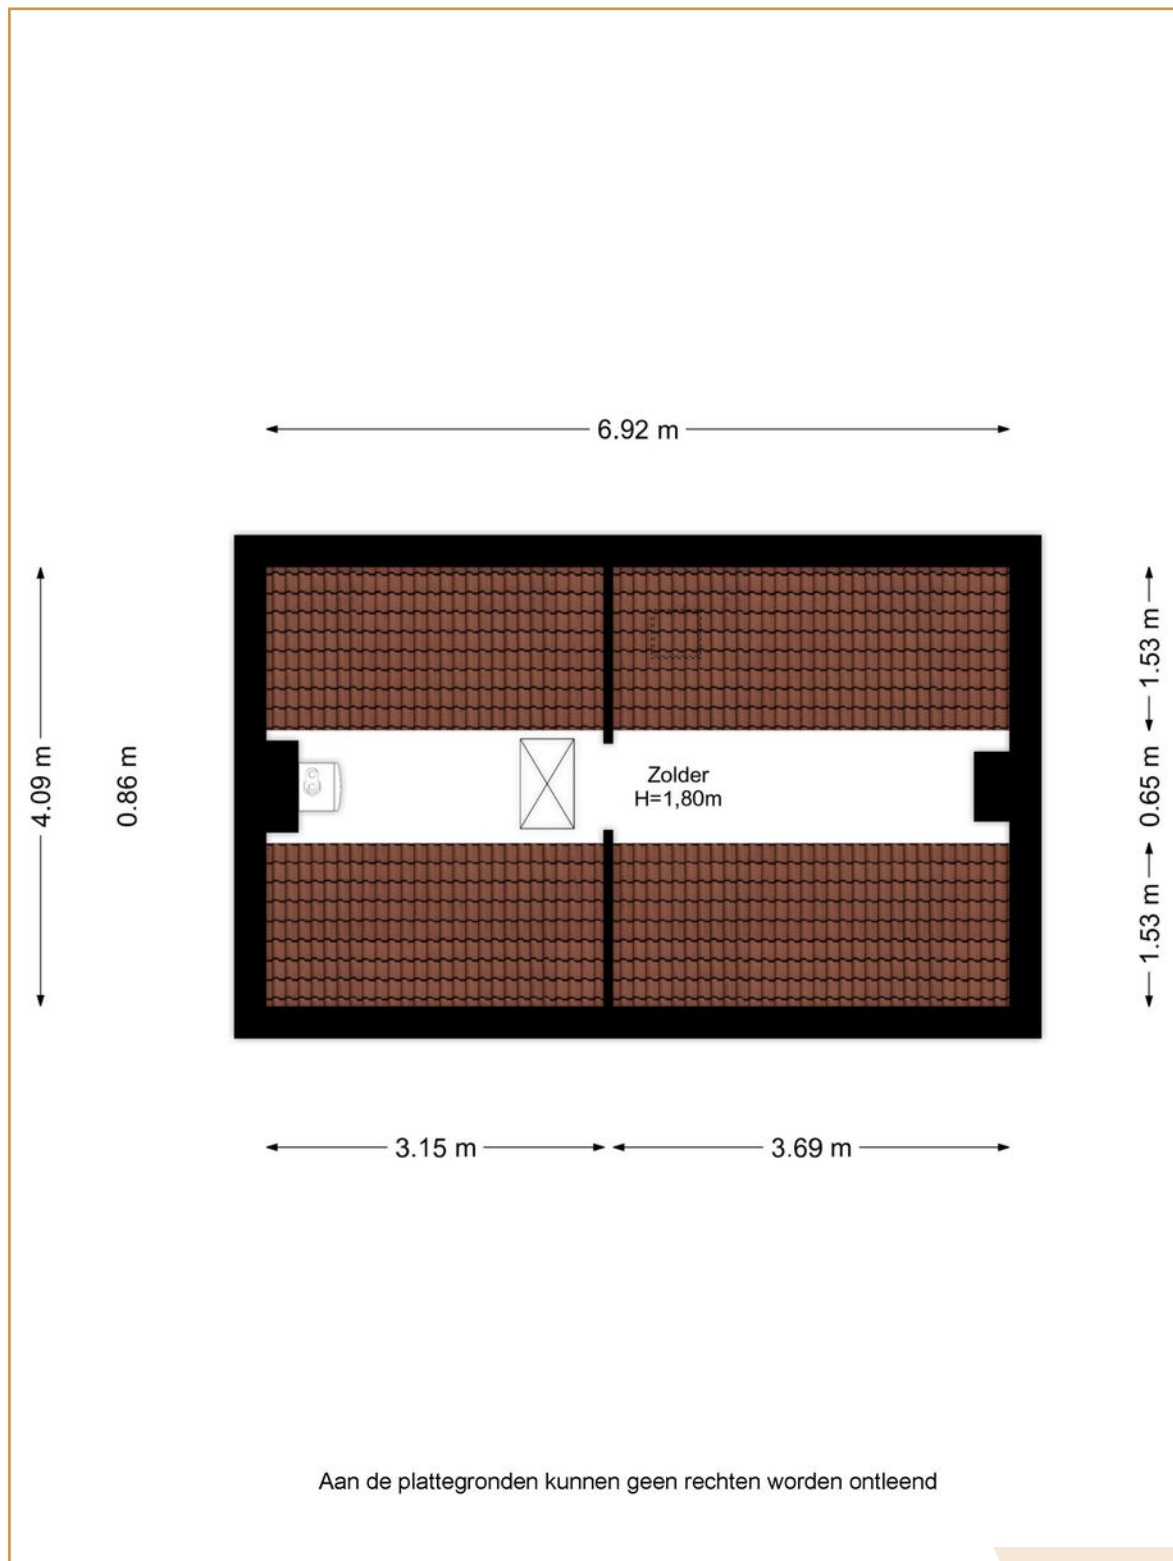 6.92 m
4.09 m
0.86 m
1.53 m
0.65 m
1.53 m
Zolder
H=1,80m
3.15 m
3.69 m
Aan de plattegronden kunnen geen rechten worden ontleend